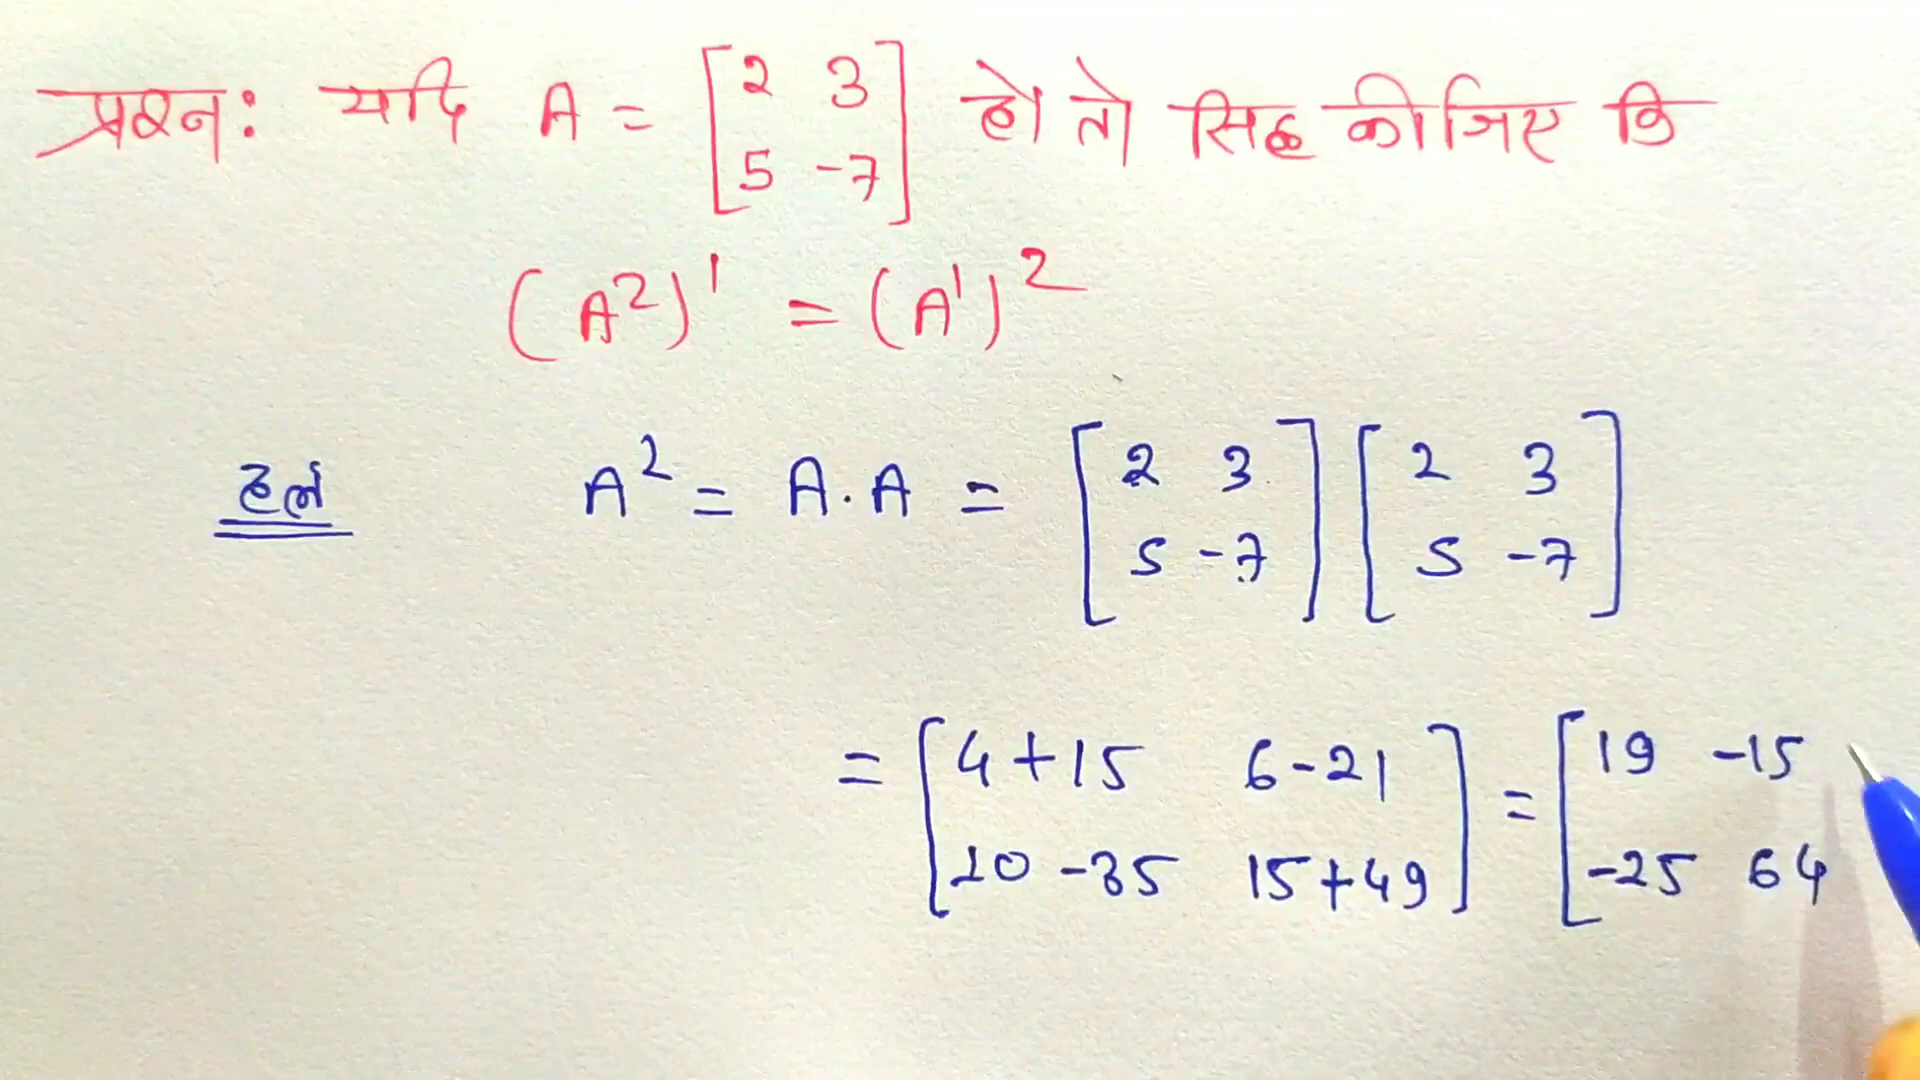 प्रश्न: यदि A = [2 3 5 -7] हो तो सिद्ध कीजिए कि
(A²)' = (A')²
हल A² = A.A = [2 3 5 -7] [2 3 5 -7]
= [4+15 6-21 10-35 15+49] = [19 -15 -25 64